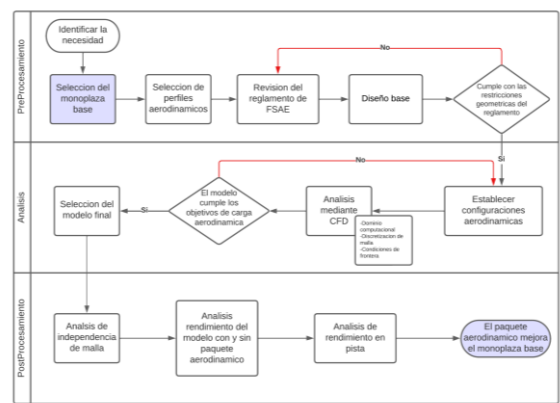 PreProcesamiento
Identificar la
necesidad
Seleccion del
monoplaza
base
Seleccion de
perfiles
aerodinamicos
Revision del
reglamento de
FSAE
Diseño base
Cumple con las
restricciones
geometricas del
reglamento
No
Si
Analisis
Establecer
configuraciones
aerodinamicas
Analisis
mediante
CFD
-Dominio
computacional
-Discretizacion de
malla
-Condiciones de
frontera
El modelo
cumple los
objetivos de carga
aerodinamica
No
Si
Seleccion del
modelo final
PostProcesamiento
Analsis de
independencia
de malla
Analisis
rendimiento del
modelo con y sin
paquete
aerodinamico
Analisis de
rendimiento en
pista
El paquete
aerodinamico mejora
el monoplaza base